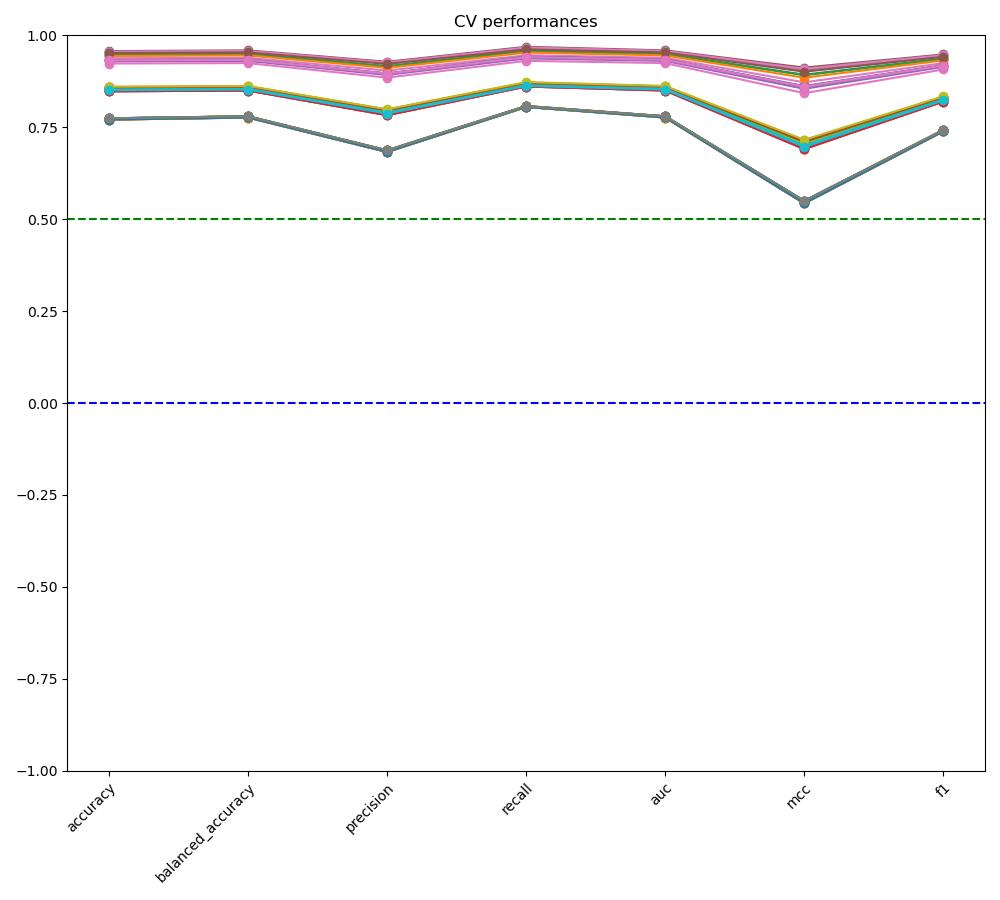 CV performances
1.00
0.75
0.50
0.25
0.00
−0.25
−0.50
−0.75
−1.00
accuracy
balanced_accuracy
precision
recall
auc
mcc
f1